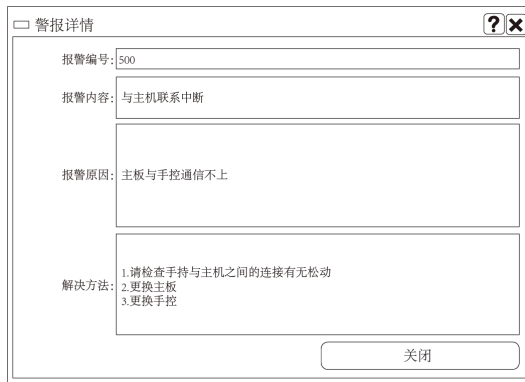 警报详情
报警编号: 500
报警内容: 与主机联系中断
报警原因: 主板与手控通信不上
解决方法: 1.请检查手持与主机之间的连接有无松动
2.更换主板
3.更换手控
关闭